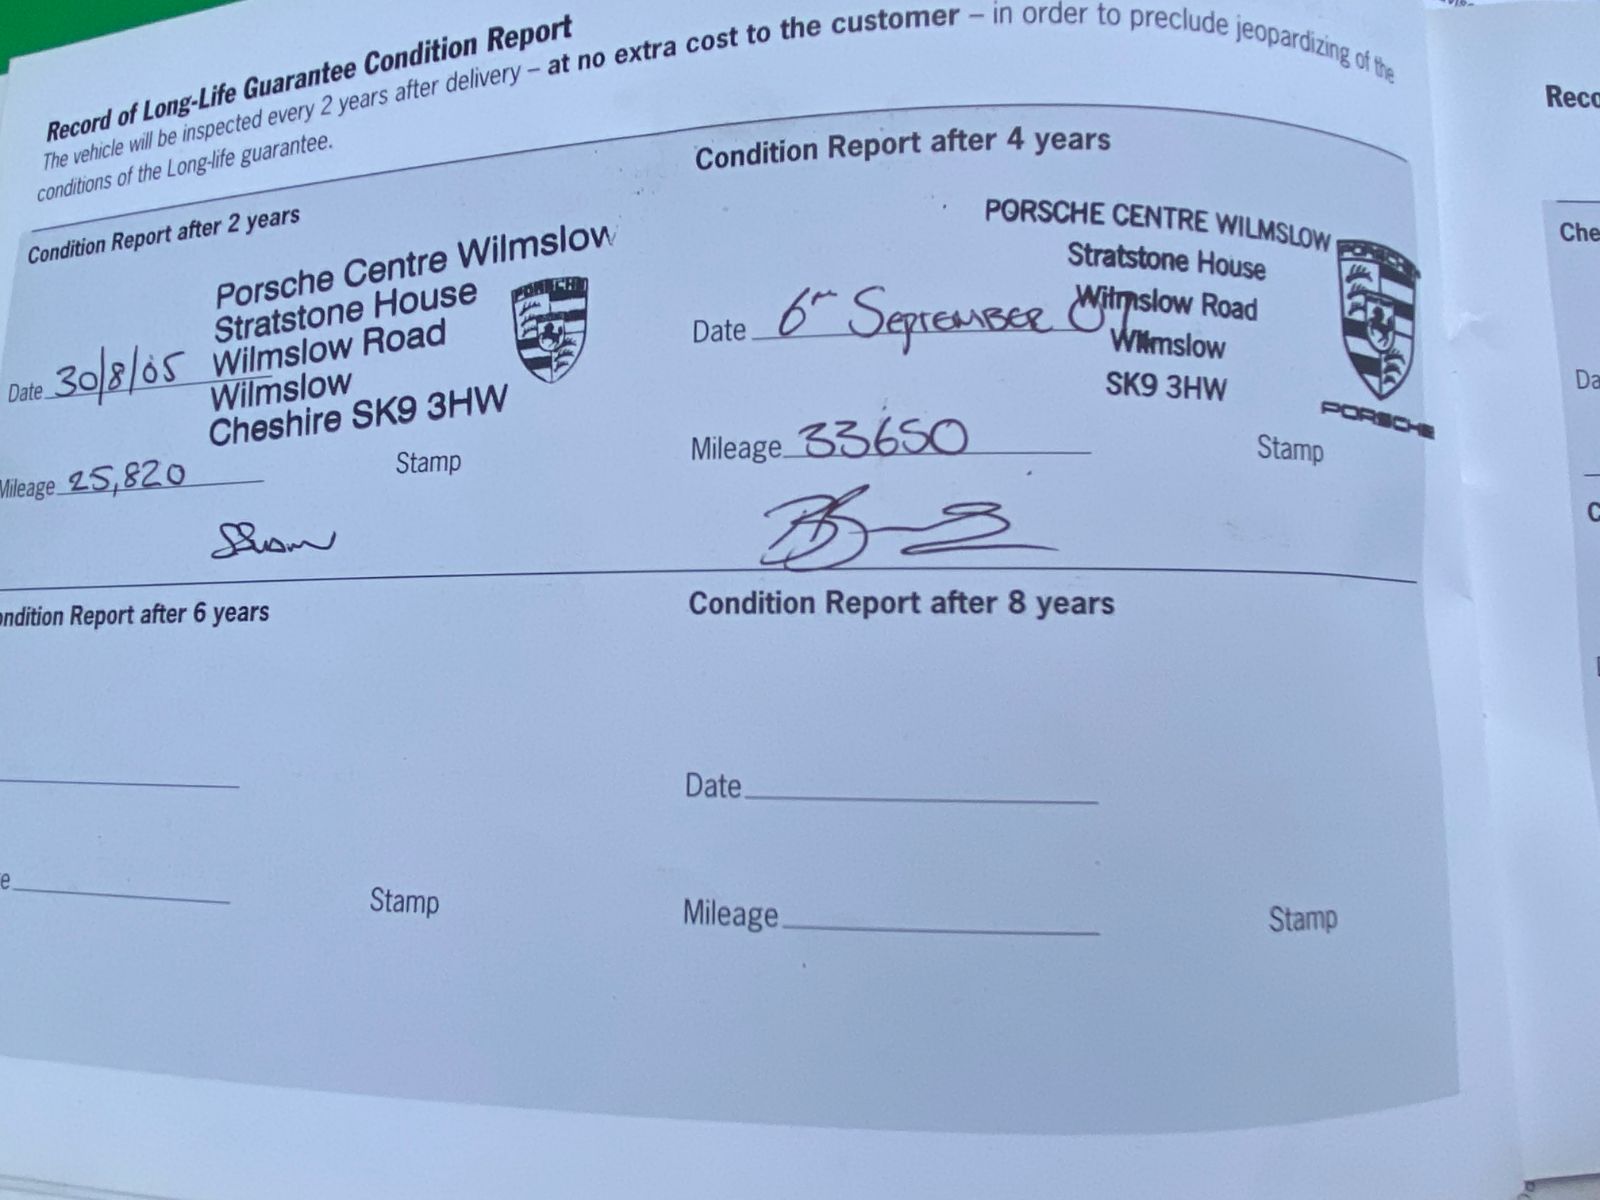 Record of Long-Life Guarantee Condition Report
The vehicle will be inspected every 2 years after delivery – at no extra cost to the customer – in order to preclude jeopardizing of the
conditions of the Long-life guarantee.
Condition Report after 2 years
Porsche Centre Wilmslow
Stratstone House
Wilmslow Road
Wilmslow
Cheshire SK9 3HW
PORSCHE
Date 30/8/05
Mileage 25,820
Stamp
Condition Report after 4 years
PORSCHE CENTRE WILMSLOW
Stratstone House
Wilmslow Road
Wilmslow
SK9 3HW
PORSCHE
PORSCHE
Date 6th September 07
Mileage 33650
Stamp
ondition Report after 6 years
e
Stamp
Condition Report after 8 years
Date
Mileage
Stamp
Reco
Che
Da
C